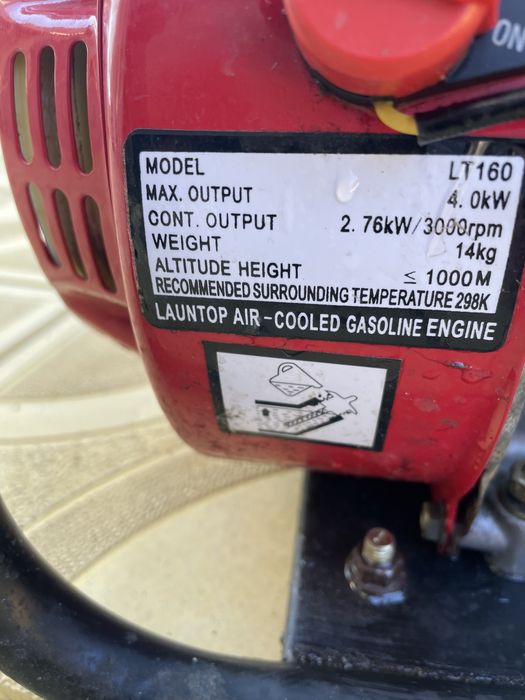 ON
MODEL LT160
MAX. OUTPUT 4.0kW
CONT. OUTPUT 2.76kW/3000rpm
WEIGHT 14kg
ALTITUDE HEIGHT ≤ 1000M
RECOMMENDED SURROUNDING TEMPERATURE 298K
LAUNTOP AIR-COOLED GASOLINE ENGINE